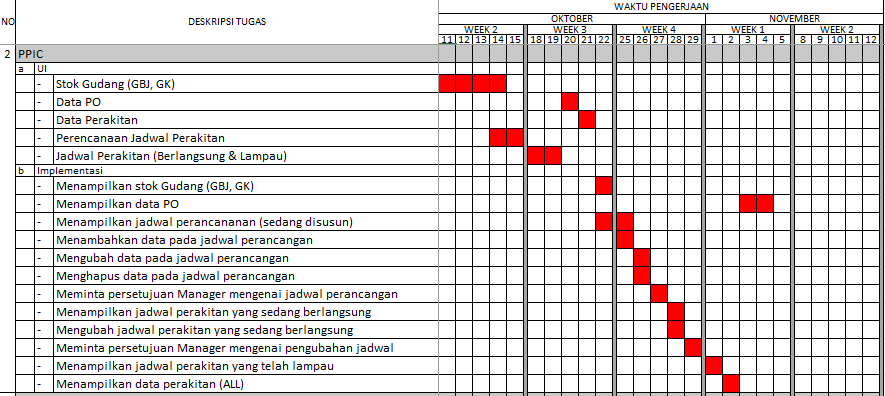 NO DESKRIPSI TUGAS WAKTU PENGERJAAN
OKTOBER NOVEMBER
WEEK 2 WEEK 3 WEEK 4 WEEK 1 WEEK 2
11 12 13 14 15 18 19 20 21 22 25 26 27 28 29 1 2 3 4 5 8 9 10 11 12
2 PPIC
a UI
- Stok Gudang (GBJ, GK)
- Data PO
- Data Perakitan
- Perencanaan Jadwal Perakitan
- Jadwal Perakitan (Berlangsung & Lampau)
b Implementasi
- Menampilkan stok Gudang (GBJ, GK)
- Menampilkan data PO
- Menampilkan jadwal perancananan (sedang disusun)
- Menambahkan data pada jadwal perancangan
- Mengubah data pada jadwal perancangan
- Menghapus data pada jadwal perancangan
- Meminta persetujuan Manager mengenai jadwal perancangan
- Menampilkan jadwal perakitan yang sedang berlangsung
- Mengubah jadwal perakitan yang sedang berlangsung
- Meminta persetujuan Manager mengenai pengubahan jadwal
- Menampilkan jadwal perakitan yang telah lampau
- Menampilkan data perakitan (ALL)